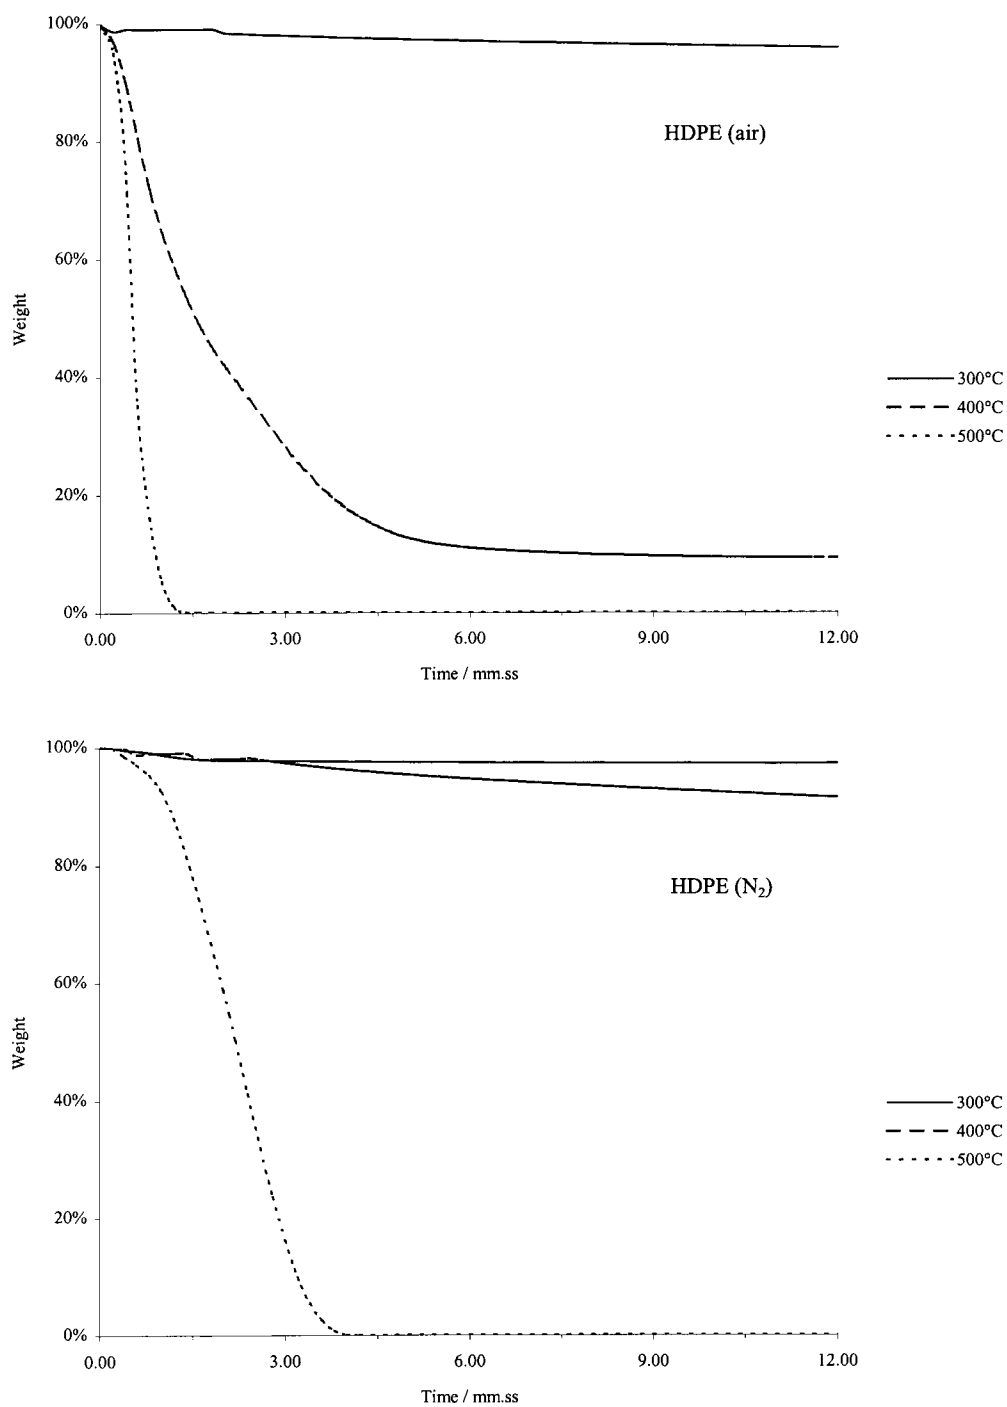 100%
HDPE (air)
80%
60%
Weight
300°C
40%
400°C
500°C
20%
0%
0.00 3.00 6.00 9.00 12.00
Time / mm.ss
100%
HDPE (N₂)
80%
60%
Weight
40%
300°C
400°C
500°C
20%
0%
0.00 3.00 6.00 9.00 12.00
Time / mm.ss